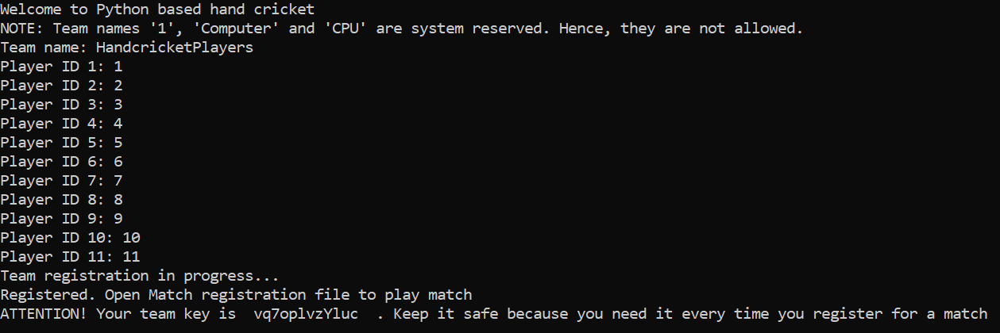 Welcome to Python based hand cricket
NOTE: Team names '1', 'Computer' and 'CPU' are system reserved. Hence, they are not allowed.
Team name: HandcricketPlayers
Player ID 1: 1
Player ID 2: 2
Player ID 3: 3
Player ID 4: 4
Player ID 5: 5
Player ID 6: 6
Player ID 7: 7
Player ID 8: 8
Player ID 9: 9
Player ID 10: 10
Player ID 11: 11
Team registration in progress...
Registered. Open Match registration file to play match
ATTENTION! Your team key is  vq7oplvzYluc  . Keep it safe because you need it every time you register for a match